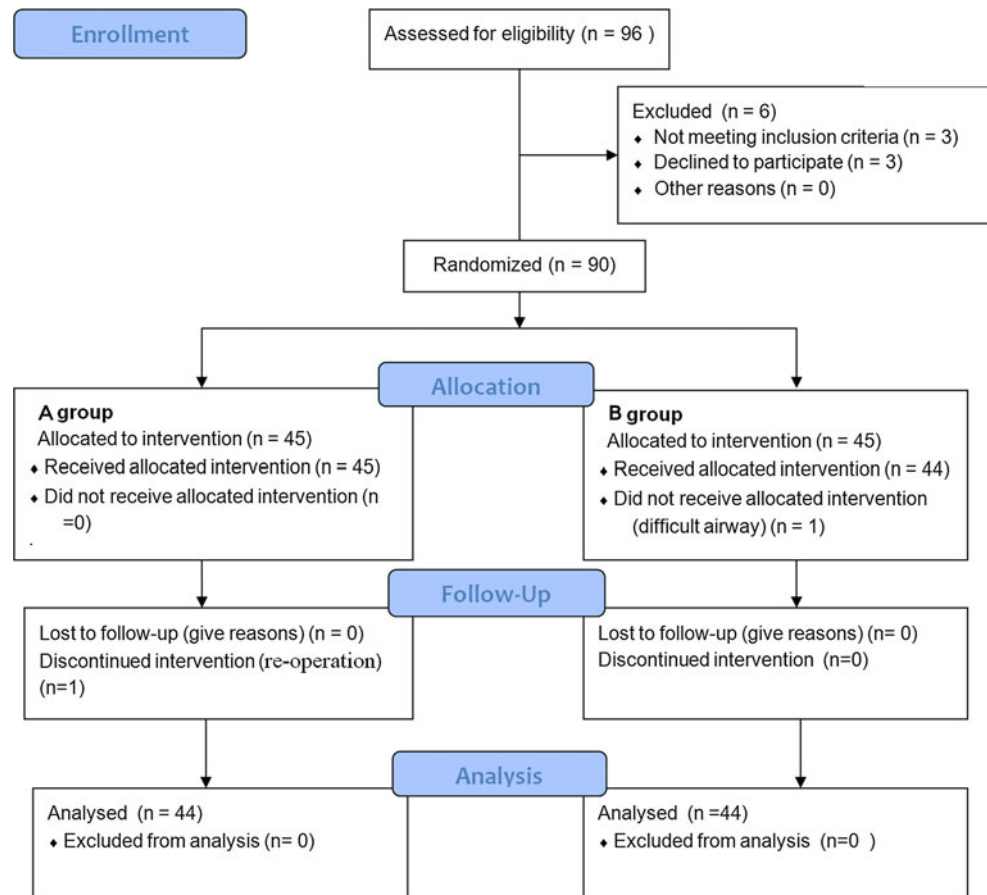 Enrollment
Assessed for eligibility (n = 96 )
Excluded (n = 6)
⬧ Not meeting inclusion criteria (n = 3)
⬧ Declined to participate (n = 3)
⬧ Other reasons (n = 0)
Randomized (n = 90)
Allocation
A group
Allocated to intervention (n = 45)
⬧ Received allocated intervention (n = 45)
⬧ Did not receive allocated intervention (n
=0)
.
B group
Allocated to intervention (n = 45)
⬧ Received allocated intervention (n = 44)
⬧ Did not receive allocated intervention
(difficult airway) (n = 1)
Follow-Up
Lost to follow-up (give reasons) (n = 0)
Discontinued intervention (re-operation)
(n=1)
Lost to follow-up (give reasons) (n= 0)
Discontinued intervention (n=0)
Analysis
Analysed (n = 44)
⬧ Excluded from analysis (n= 0)
Analysed (n =44)
⬧ Excluded from analysis (n=0 )